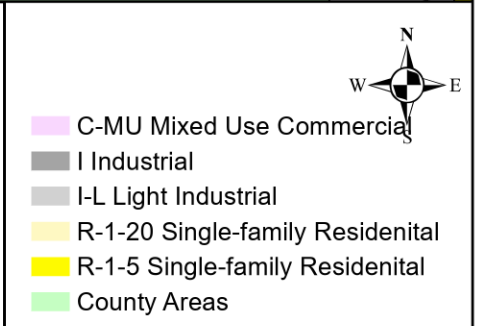 N
W E
S
C-MU Mixed Use Commercial
I Industrial
I-L Light Industrial
R-1-20 Single-family Residenital
R-1-5 Single-family Residenital
County Areas